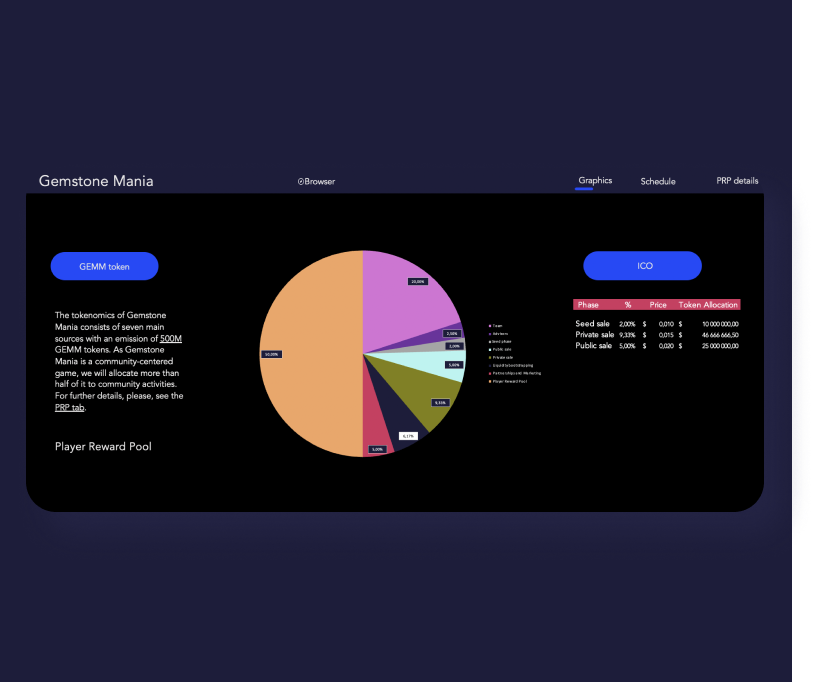 Gemstone Mania
Browser
Graphics
Schedule
PRP details
GEMM token
The tokenomics of Gemstone
Mania consists of seven main
sources with an emission of 500M
GEMM tokens. As Gemstone
Mania is a community-centered
game, we will allocate more than
half of it to community activities.
For further details, please, see the
PRP tab.
Player Reward Pool
20,00%
2,50%
5,00%
9,33%
6,17%
5,00%
50,00%
Team
Advisors
Seed phase
Public sale
Private sale
Liquidity bootstrapping
Partnerships and Marketing
Player Reward Pool
ICO
Phase % Price Token Allocation
Seed sale 2,00% $ 0,010 $ 10 000 000,00
Private sale 9,33% $ 0,015 $ 46 666 666,50
Public sale 5,00% $ 0,020 $ 25 000 000,00